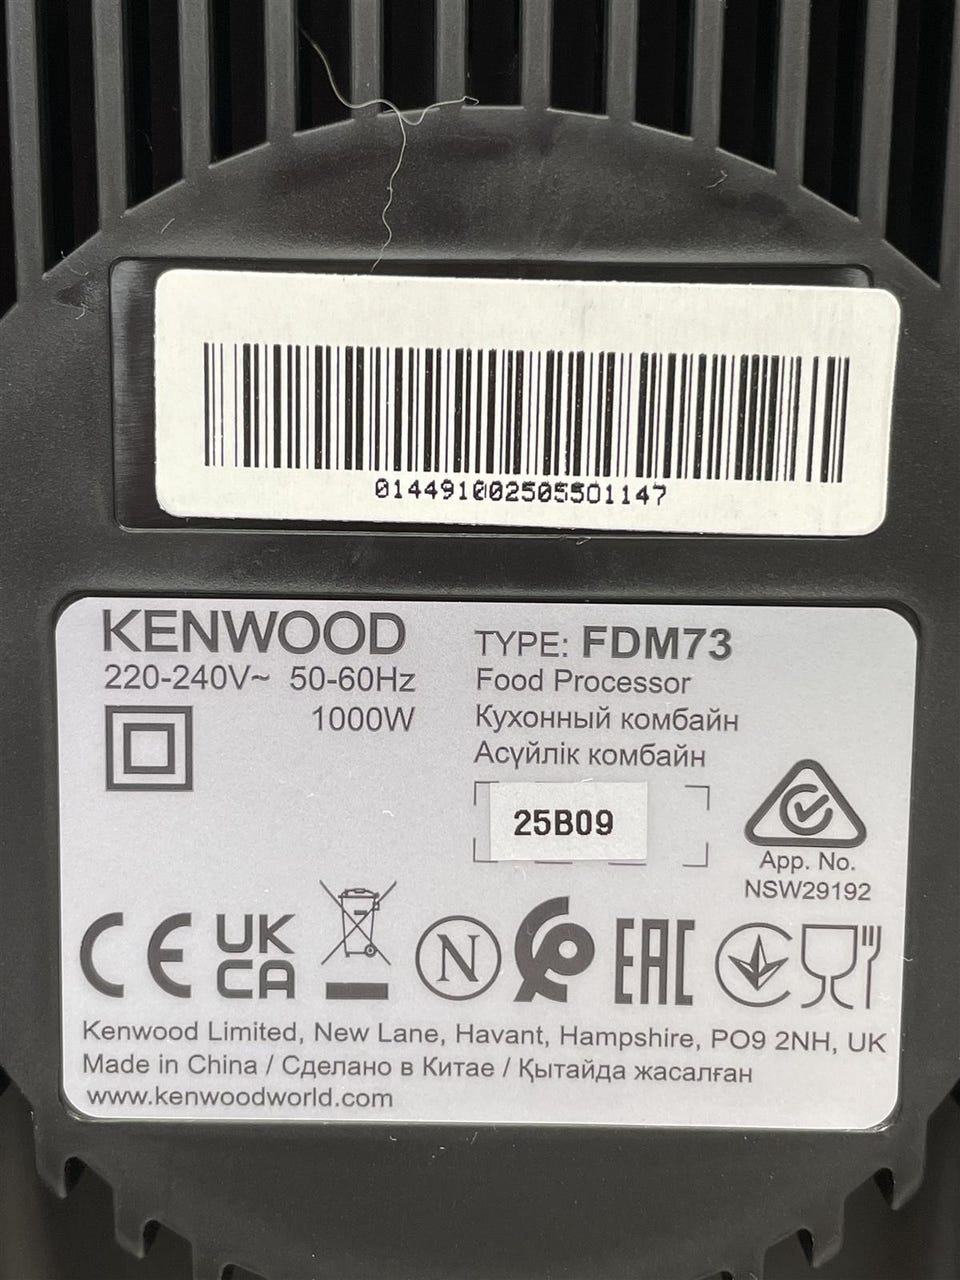 014491002505501147
KENWOOD
220-240V~ 50-60Hz
1000W
TYPE: FDM73
Food Processor
Кухонный комбайн
Асүйлік комбайн
25B09
App. No.
NSW29192
CE
UK
CA
N
EAC
Kenwood Limited, New Lane, Havant, Hampshire, PO9 2NH, UK
Made in China / Сделано в Китае / Қытайда жасалған
www.kenwoodworld.com